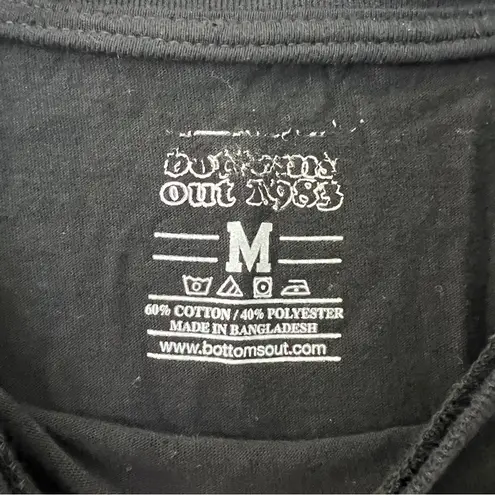 bottoms
out 1983
M
60% COTTON / 40% POLYESTER
MADE IN BANGLADESH
www.bottomsout.com